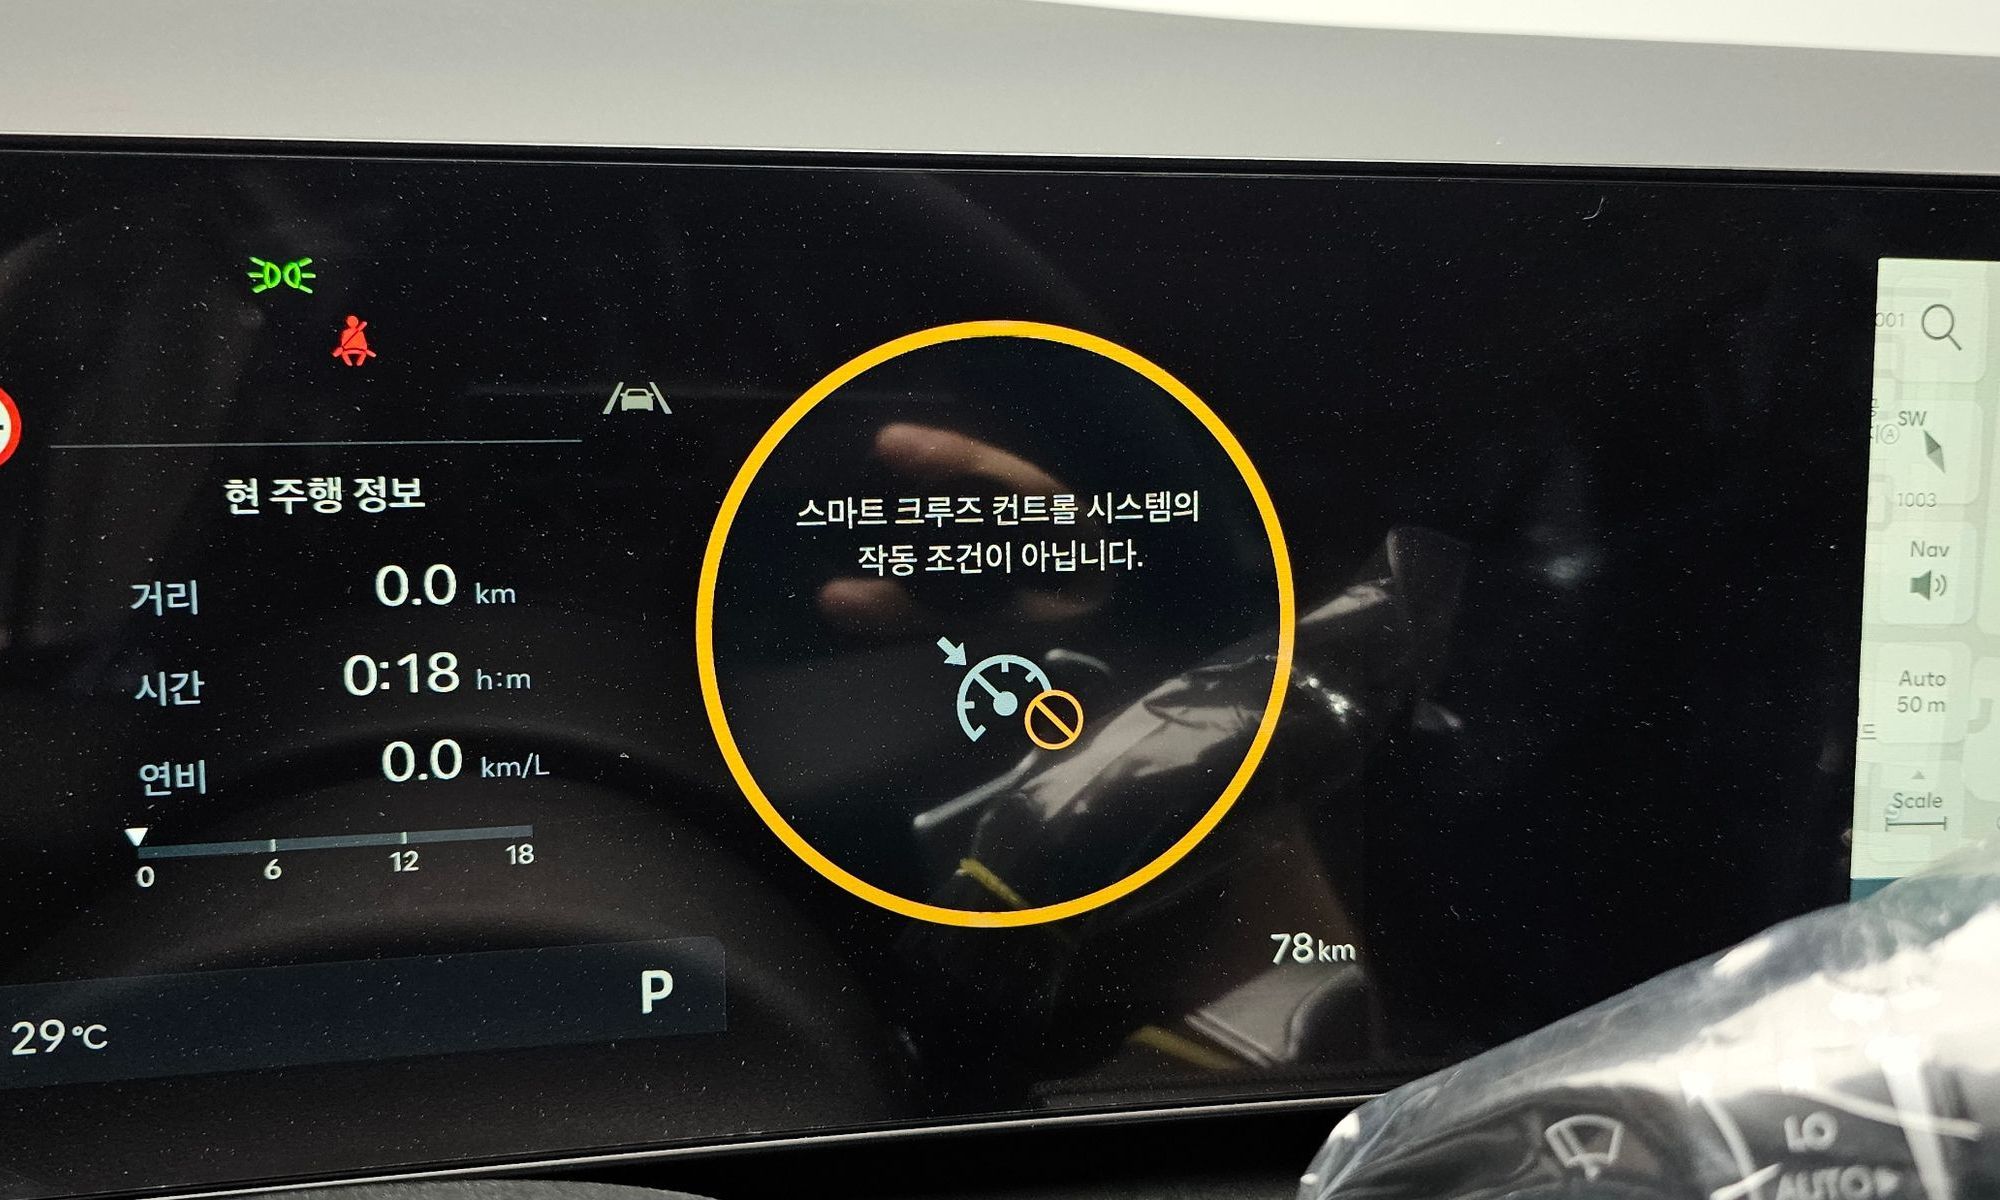 현 주행 정보
거리 0.0 km
시간 0:18 h:m
연비 0.0 km/L
0 6 12 18
P
29°C
스마트 크루즈 컨트롤 시스템의
작동 조건이 아닙니다.
78km
001
SW
1003
Nav
Auto
50 m
Scale
LO
AUTO